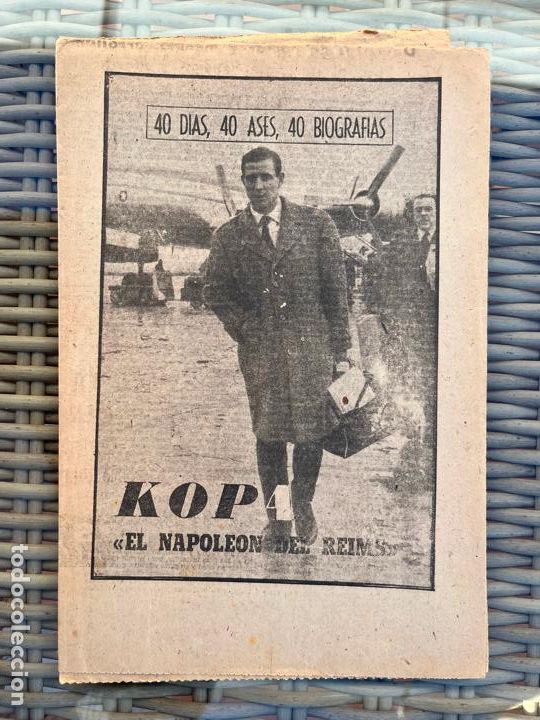 40 DIAS, 40 ASES, 40 BIOGRAFIAS
KOPA
«EL NAPOLEON DEL REIMS»
todocoleccion